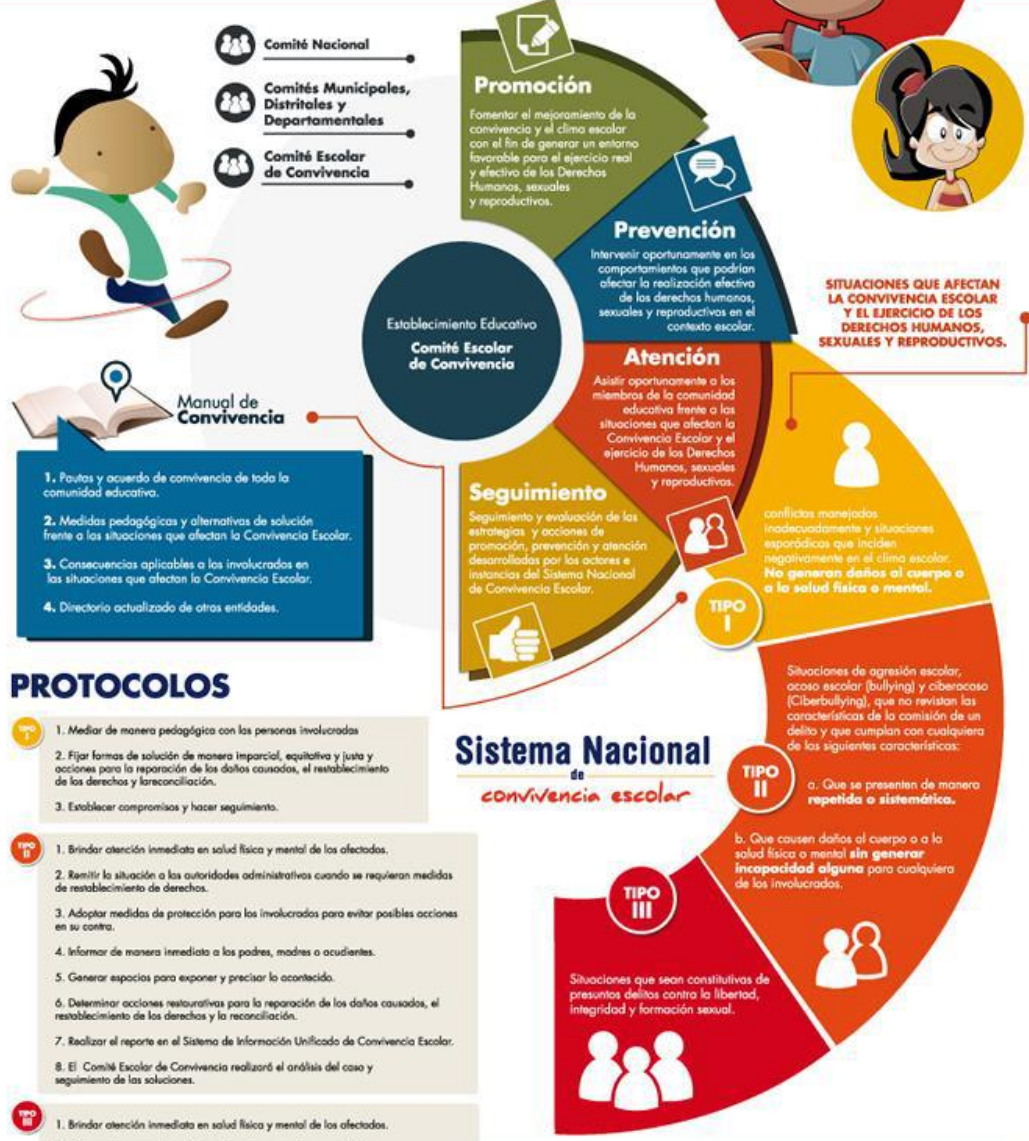 Comité Nacional
Comités Municipales,
Distritales y
Departamentales
Comité Escolar
de Convivencia
Promoción
Fomentar el mejoramiento de la
convivencia y el clima escolar
con el fin de generar un entorno
favorable para el ejercicio real
y efectivo de los Derechos
Humanos, sexuales
y reproductivos.
Prevención
Intervenir oportunamente en los
comportamientos que podrían
afectar la realización efectiva
de los derechos humanos,
sexuales y reproductivos en el
contexto escolar.
SITUACIONES QUE AFECTAN
LA CONVIVENCIA ESCOLAR
Y EL EJERCICIO DE LOS
DERECHOS HUMANOS,
SEXUALES Y REPRODUCTIVOS.
Establecimiento Educativo
Comité Escolar
de Convivencia
Atención
Asistir oportunamente a los
miembros de la comunidad
educativa frente a las
situaciones que afectan la
Convivencia Escolar y el
ejercicio de los Derechos
Humanos, sexuales
y reproductivos.
Manual de
Convivencia
1. Pautas y acuerdo de convivencia de toda la
comunidad educativa.
2. Medidas pedagógicas y alternativas de solución
frente a las situaciones que afectan la Convivencia Escolar.
3. Consecuencias aplicables a los involucrados en
las situaciones que afectan la Convivencia Escolar.
4. Directorio actualizado de otras entidades.
Seguimiento
Seguimiento y evaluación de las
estrategias y acciones de
promoción, prevención y atención
desarrolladas por los actores e
instancias del Sistema Nacional
de Convivencia Escolar.
conflictos manejados
inadecuadamente y situaciones
esporádicas que inciden
negativamente en el clima escolar.
No generan daños al cuerpo o
a la salud física o mental.
TIPO
I
Situaciones de agresión escolar,
acoso escolar (bullying) y ciberacoso
(Ciberbullying), que no revistan las
características de la comisión de un
delito y que cumplan con cualquiera
de las siguientes características:
TIPO
II
a. Que se presenten de manera
repetida o sistemática.
b. Que causen daños al cuerpo o a la
salud física o mental sin generar
incapacidad alguna para cualquiera
de los involucrados.
TIPO
III
Situaciones que sean constitutivas de
presuntos delitos contra la libertad,
integridad y formación sexual.
Sistema Nacional
de
convivencia escolar
PROTOCOLOS
TIPO
I
1. Mediar de manera pedagógica con las personas involucradas
2. Fijar formas de solución de manera imparcial, equitativa y justa y
acciones para la reparación de los daños causados, el restablecimiento
de los derechos y lareconciliación.
3. Establecer compromisos y hacer seguimiento.
TIPO
II
1. Brindar atención inmediata en salud física y mental de los afectados.
2. Remitir la situación a las autoridades administrativas cuando se requieran medidas
de restablecimiento de derechos.
3. Adoptar medidas de protección para los involucrados para evitar posibles acciones
en su contra.
4. Informar de manera inmediata a los padres, madres o acudientes.
5. Generar espacios para exponer y precisar lo acontecido.
6. Determinar acciones restaurativas para la reparación de los daños causados, el
restablecimiento de los derechos y la reconciliación.
7. Realizar el reporte en el Sistema de Información Unificado de Convivencia Escolar.
8. El Comité Escolar de Convivencia realizará el análisis del caso y
seguimiento de las soluciones.
TIPO
III
1. Brindar atención inmediata en salud física y mental de los afectados.